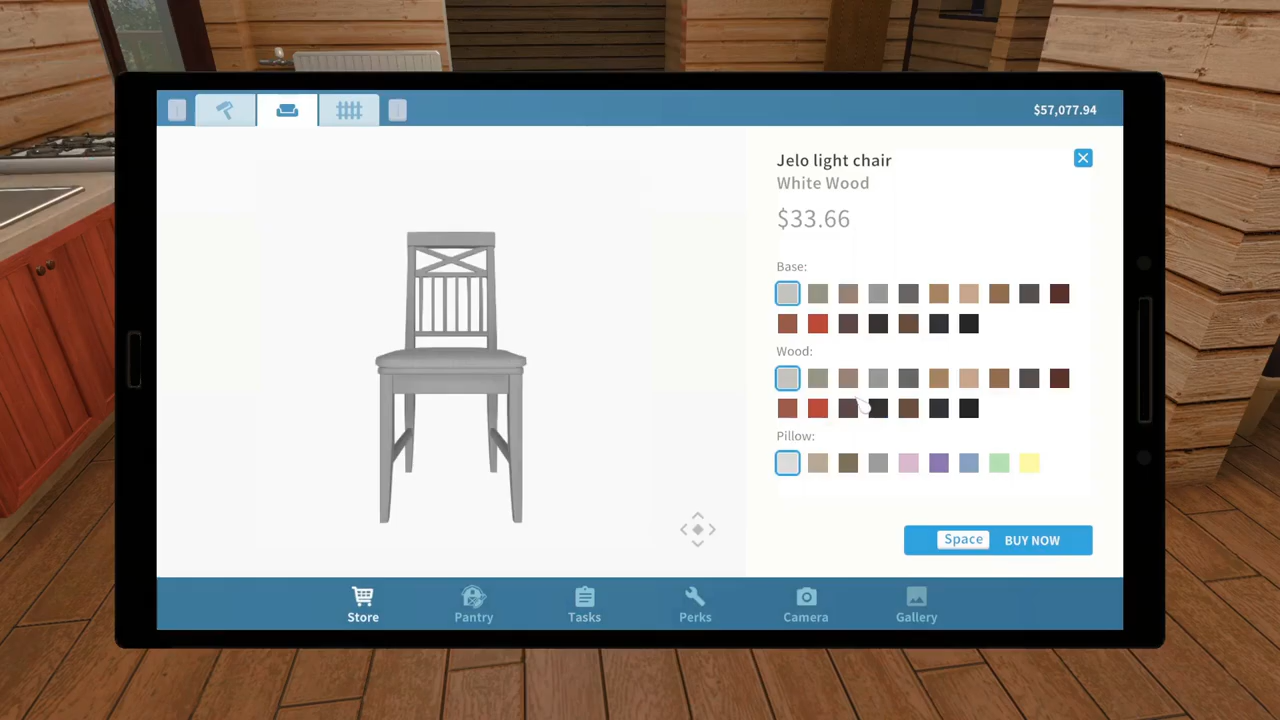 $57,077.94
Jelo light chair
White Wood
$33.66
Base:
Wood:
Pillow:
Space BUY NOW
Store Pantry Tasks Perks Camera Gallery